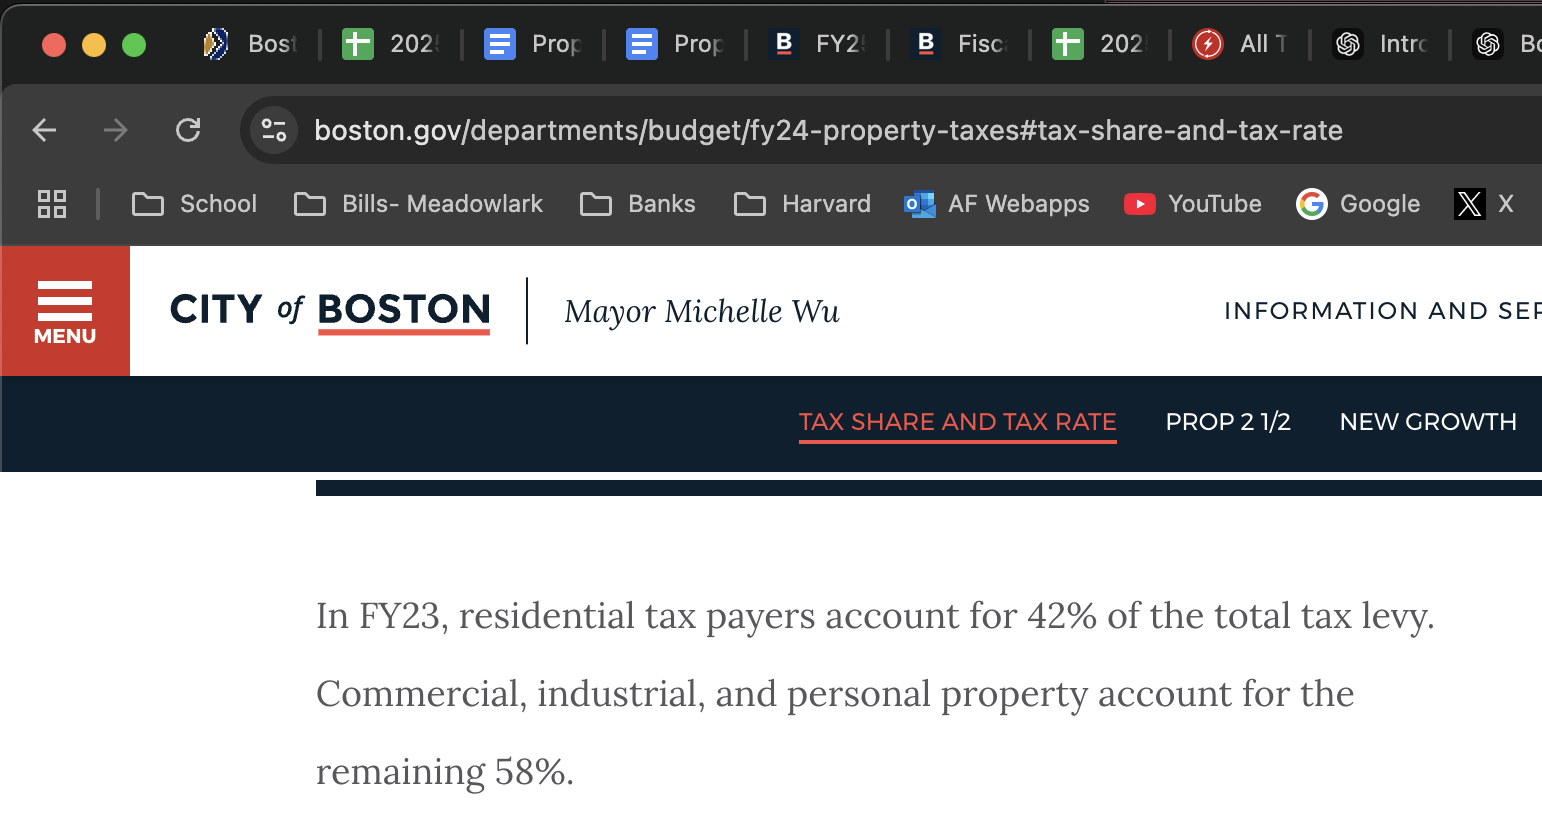 Bost
202
Prop
Prop
B FY2
B Fisc
202
All T
Intro
Bo
boston.gov/departments/budget/fy24-property-taxes#tax-share-and-tax-rate
School Bills- Meadowlark Banks Harvard AF Webapps YouTube Google X
MENU
CITY of BOSTON Mayor Michelle Wu INFORMATION AND SER
TAX SHARE AND TAX RATE PROP 2 1/2 NEW GROWTH
In FY23, residential tax payers account for 42% of the total tax levy.
Commercial, industrial, and personal property account for the
remaining 58%.